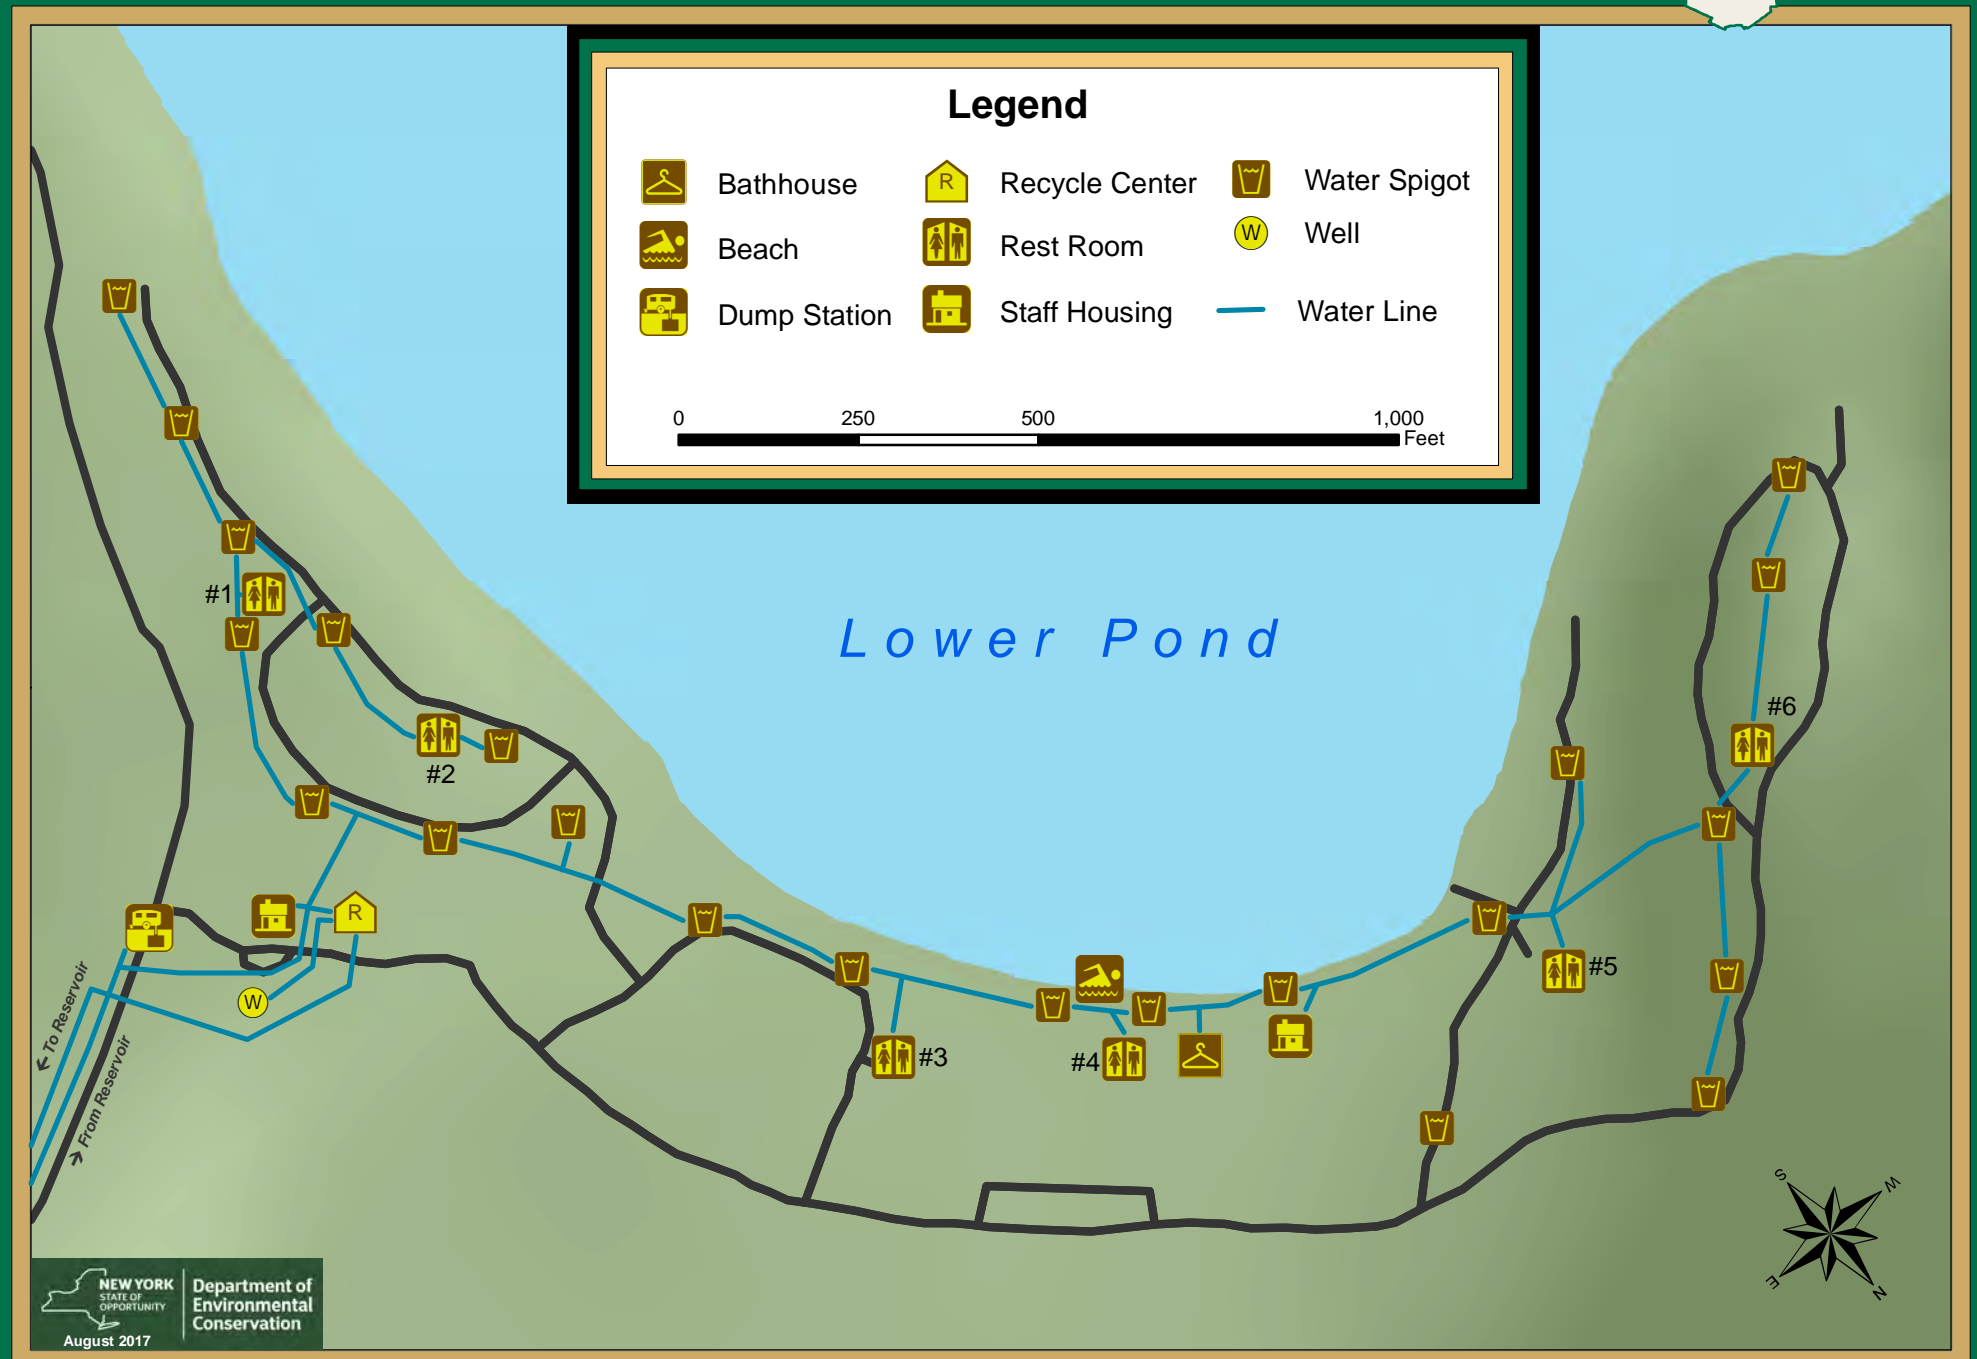 Legend
Bathhouse
R Recycle Center
Water Spigot
Beach
Rest Room
W Well
Dump Station
Staff Housing
Water Line
0 250 500 1,000
Feet
Lower Pond
#1
#2
#3
#4
#5
#6
R
W
To Reservoir
From Reservoir
S
W
E
N
NEW YORK
STATE OF
OPPORTUNITY
Department of
Environmental
Conservation
August 2017